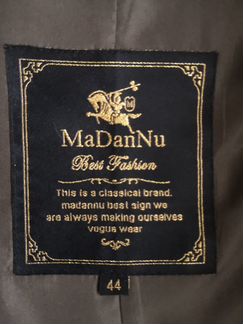 M
MaDanNu
Best Fashion
This is a classical brand.
madannu best sign we
are always making ourselves
vogue wear
44